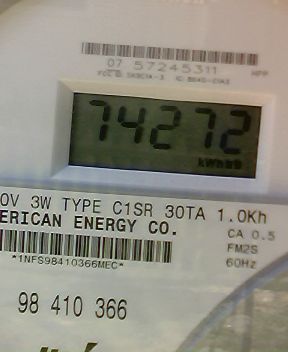 07 57245311
74272
kWh
0V 3W TYPE C1SR 30TA 1.0Kh
ERICAN ENERGY CO.
CA 0.5
*1NFS98410366MEC*
FM2S
60Hz
98 410 366